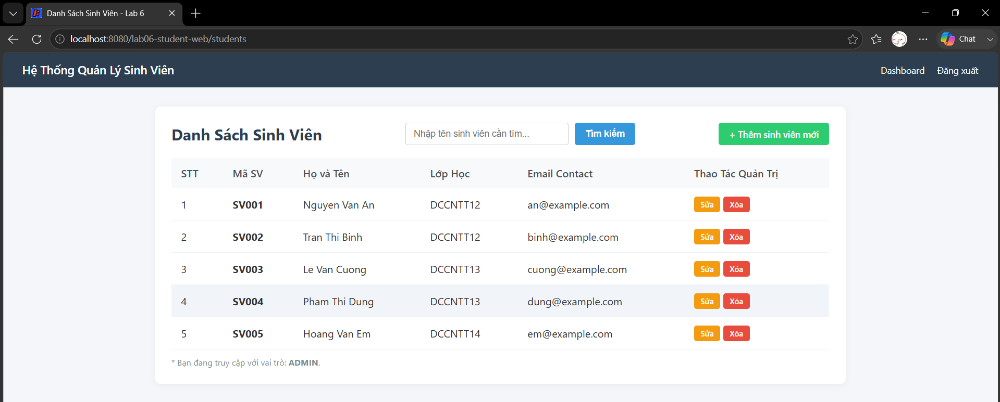 Danh Sách Sinh Viên - Lab 6
localhost:8080/lab06-student-web/students
Chat
Hệ Thống Quản Lý Sinh Viên
Dashboard Đăng xuất
Danh Sách Sinh Viên
Nhập tên sinh viên cần tìm...
Tìm kiếm
+ Thêm sinh viên mới
STT Mã SV Họ và Tên Lớp Học Email Contact Thao Tác Quản Trị
1 SV001 Nguyen Van An DCCNTT12 an@example.com Sửa Xóa
2 SV002 Tran Thi Binh DCCNTT12 binh@example.com Sửa Xóa
3 SV003 Le Van Cuong DCCNTT13 cuong@example.com Sửa Xóa
4 SV004 Pham Thi Dung DCCNTT13 dung@example.com Sửa Xóa
5 SV005 Hoang Van Em DCCNTT14 em@example.com Sửa Xóa
* Bạn đang truy cập với vai trò: ADMIN.